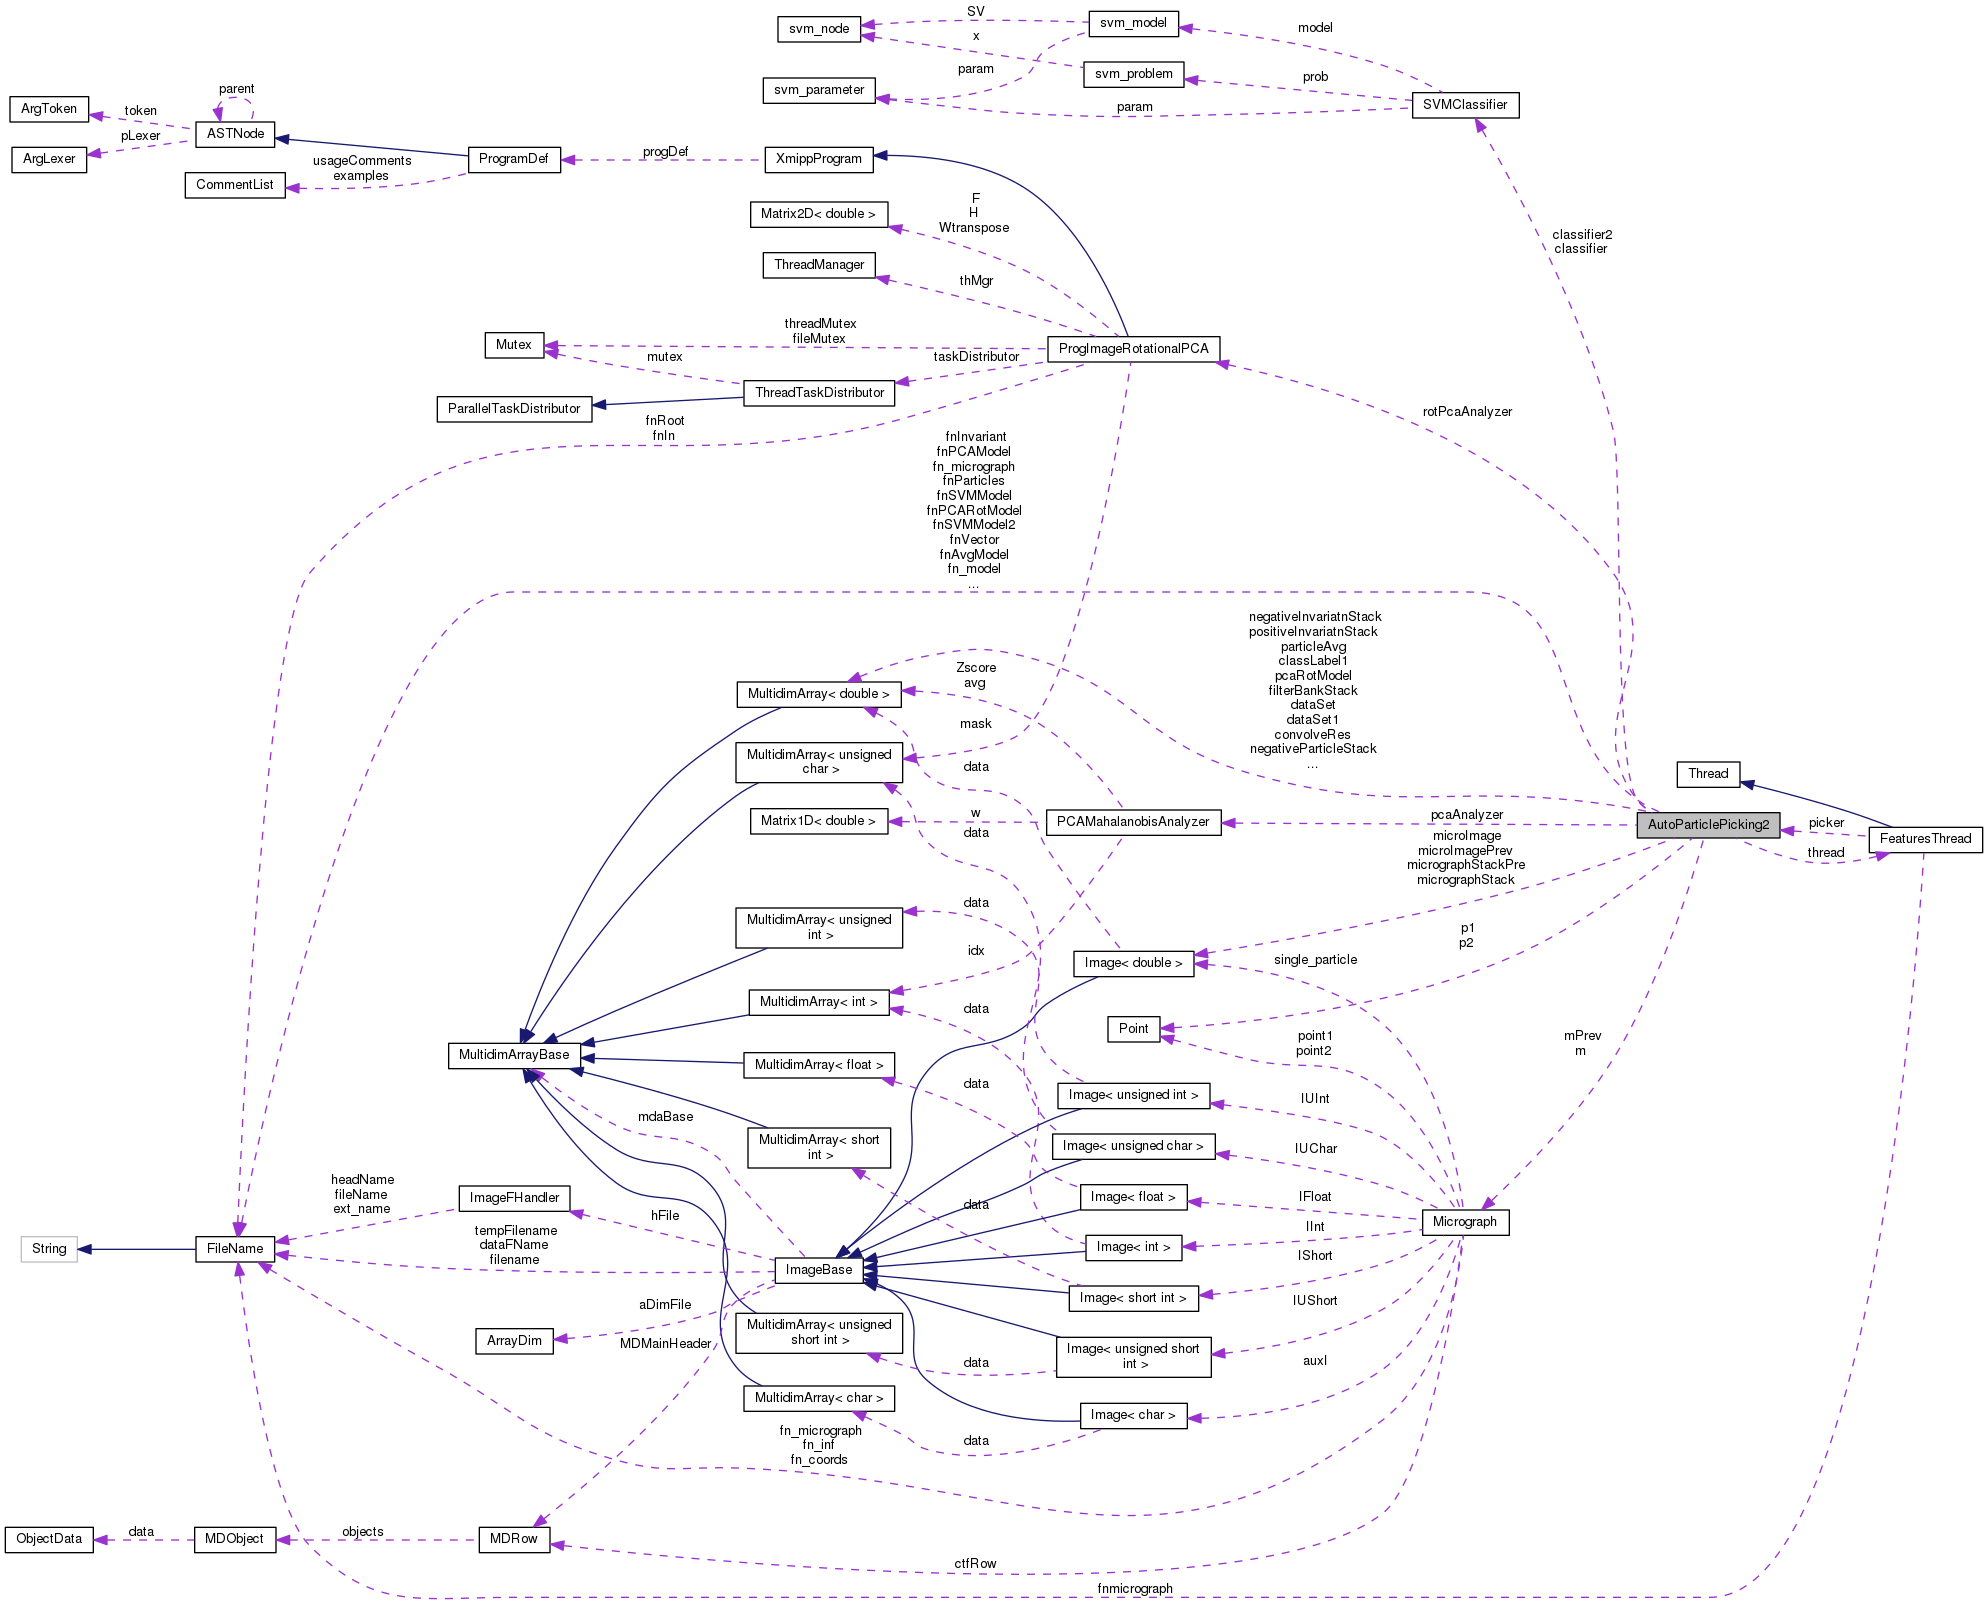 SV
svm_node
svm_model
model
x
param
svm_problem
prob
svm_parameter
param
SVMClassifier
parent
ArgToken
token
ASTNode
pLexer
ArgLexer
usageComments
examples
ProgramDef
progDef
XmippProgram
CommentList
Matrix2D< double >
F
H
Wtranspose
classifier2
classifier
ThreadManager
thMgr
threadMutex
fileMutex
Mutex
mutex
taskDistributor
ProgImageRotationalPCA
ThreadTaskDistributor
ParallelTaskDistributor
fnRoot
fnIn
rotPcaAnalyzer
fnInvariant
fnPCAModel
fn_micrograph
fnParticles
fnSVMModel
fnPCARotModel
fnSVMModel2
fnVector
fnAvgModel
fn_model
...
negativeInvariatnStack
positiveInvariatnStack
particleAvg
classLabel1
pcaRotModel
filterBankStack
dataSet
dataSet1
convolveRes
negativeParticleStack
...
MultidimArray< double >
Zscore
avg
mask
MultidimArray< unsigned
char >
data
Thread
Matrix1D< double >
w
data
PCAMahalanobisAnalyzer
pcaAnalyzer
AutoParticlePicking2
picker
thread
FeaturesThread
microImage
microImagePrev
micrographStackPre
micrographStack
MultidimArray< unsigned
int >
data
idx
Image< double >
single_particle
p1
p2
MultidimArray< int >
data
Point
point1
point2
mPrev
m
MultidimArrayBase
MultidimArray< float >
data
Image< unsigned int >
IUInt
mdaBase
MultidimArray< short
int >
Image< unsigned char >
IUChar
headName
fileName
ext_name
ImageFHandler
hFile
data
Image< float >
IFloat
Micrograph
String
FileName
tempFilename
dataFName
filename
ImageBase
Image< int >
IInt
IShort
Image< short int >
aDimFile
ArrayDim
MDMainHeader
MultidimArray< unsigned
short int >
IUShort
Image< unsigned short
int >
data
auxI
MultidimArray< char >
Image< char >
data
fn_micrograph
fn_inf
fn_coords
ObjectData
data
MDObject
objects
MDRow
ctfRow
fnmicrograph